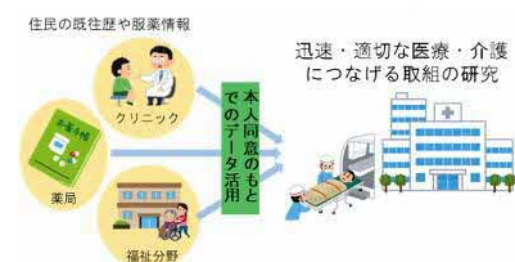 住民の既往歴や服薬情報
クリニック
お薬手帳
薬局
福祉分野
本人同意のもと
でのデータ活用
迅速・適切な医療・介護
につなげる取組の研究